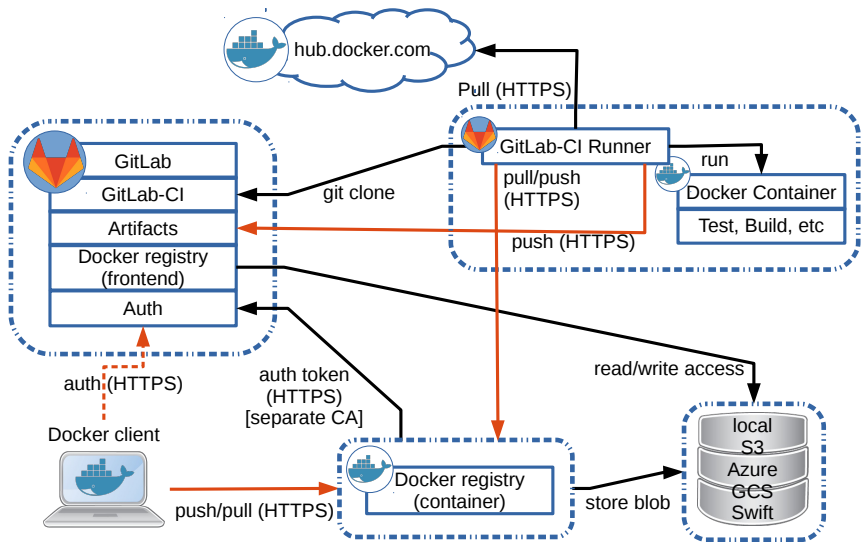 hub.docker.com
Pull (HTTPS)
GitLab
GitLab-CI
Artifacts
Docker registry
(frontend)
Auth
git clone
GitLab-CI Runner
run
pull/push
(HTTPS)
Docker Container
Test, Build, etc
push (HTTPS)
auth (HTTPS)
auth token
(HTTPS)
[separate CA]
read/write access
Docker client
push/pull (HTTPS)
Docker registry
(container)
store blob
local
S3
Azure
GCS
Swift